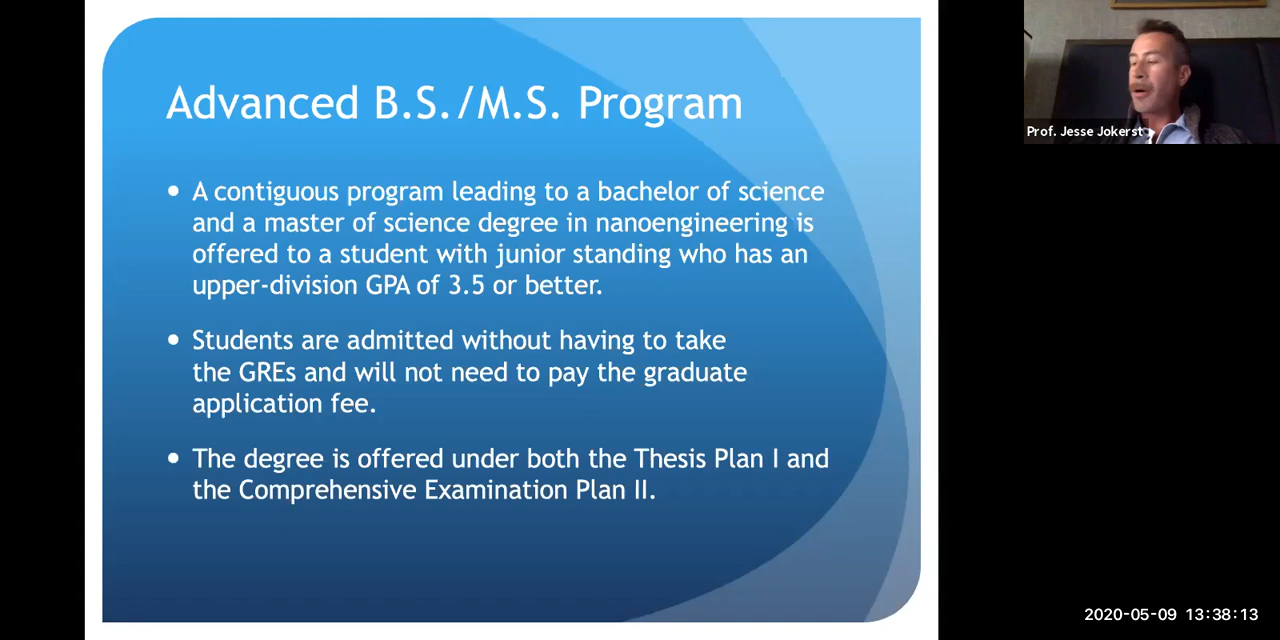 Advanced B.S./M.S. Program
• A contiguous program leading to a bachelor of science
and a master of science degree in nanoengineering is
offered to a student with junior standing who has an
upper-division GPA of 3.5 or better.
• Students are admitted without having to take
the GREs and will not need to pay the graduate
application fee.
• The degree is offered under both the Thesis Plan I and
the Comprehensive Examination Plan II.
Prof. Jesse Jokerst
2020-05-09 13:38:13